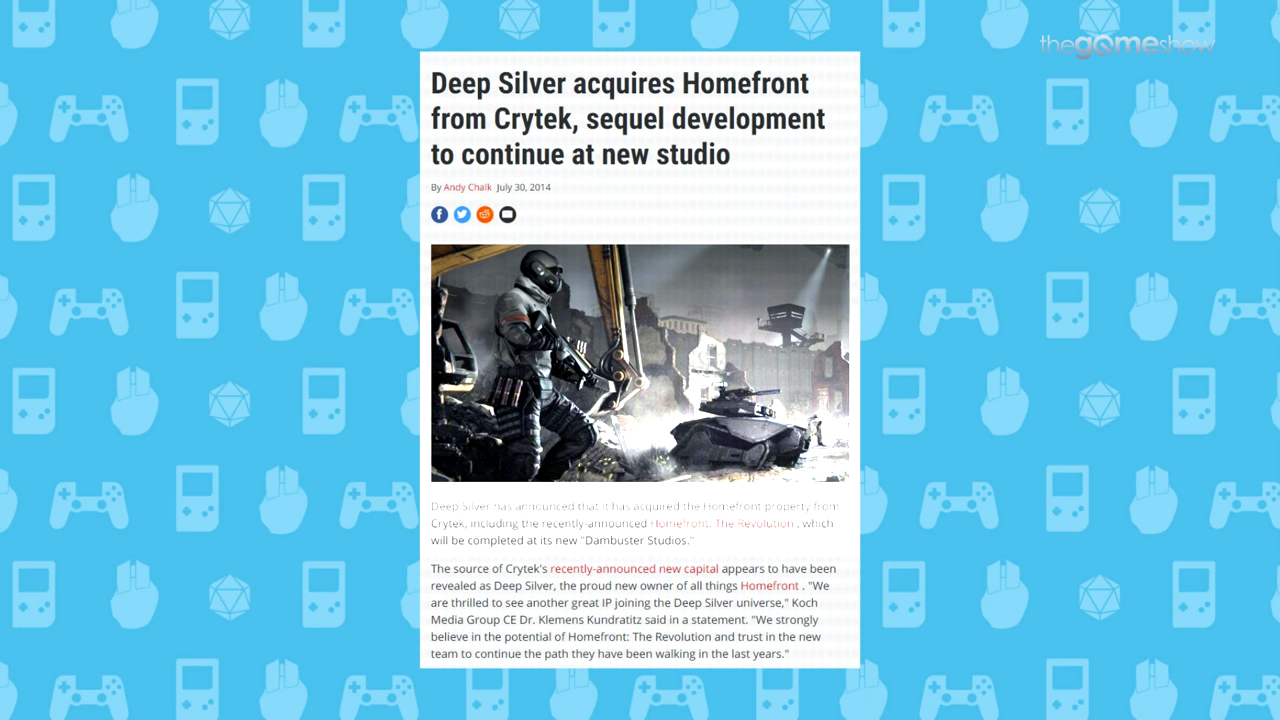 thegameshow
Deep Silver acquires Homefront
from Crytek, sequel development
to continue at new studio
By Andy Chalk July 30, 2014
Deep Silver has announced that it has acquired the Homefront property from
Crytek, including the recently-announced Homefront: The Revolution , which
will be completed at its new "Dambuster Studios."
The source of Crytek's recently-announced new capital appears to have been
revealed as Deep Silver, the proud new owner of all things Homefront . "We
are thrilled to see another great IP joining the Deep Silver universe," Koch
Media Group CE Dr. Klemens Kundratitz said in a statement. "We strongly
believe in the potential of Homefront: The Revolution and trust in the new
team to continue the path they have been walking in the last years."